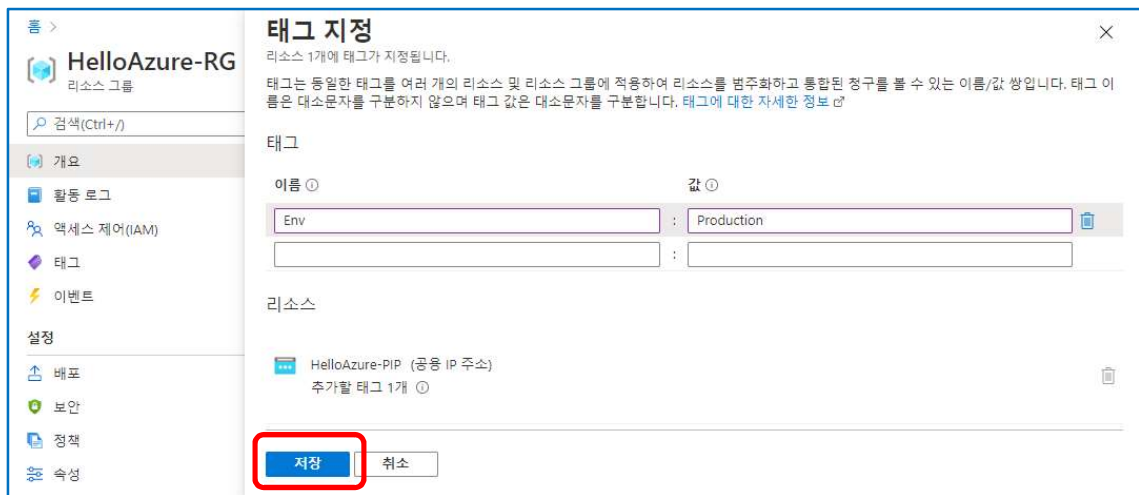 홈 >
HelloAzure-RG
리소스 그룹
검색(Ctrl+/)
개요
활동 로그
액세스 제어(IAM)
태그
이벤트
설정
배포
보안
정책
속성
태그 지정
리소스 1개에 태그가 지정됩니다.
태그는 동일한 태그를 여러 개의 리소스 및 리소스 그룹에 적용하여 리소스를 범주화하고 통합된 청구를 볼 수 있는 이름/값 쌍입니다. 태그 이
름은 대소문자를 구분하지 않으며 태그 값은 대소문자를 구분합니다. 태그에 대한 자세한 정보
태그
이름 값
Env : Production
:
리소스
HelloAzure-PIP (공용 IP 주소)
추가할 태그 1개
저장 취소